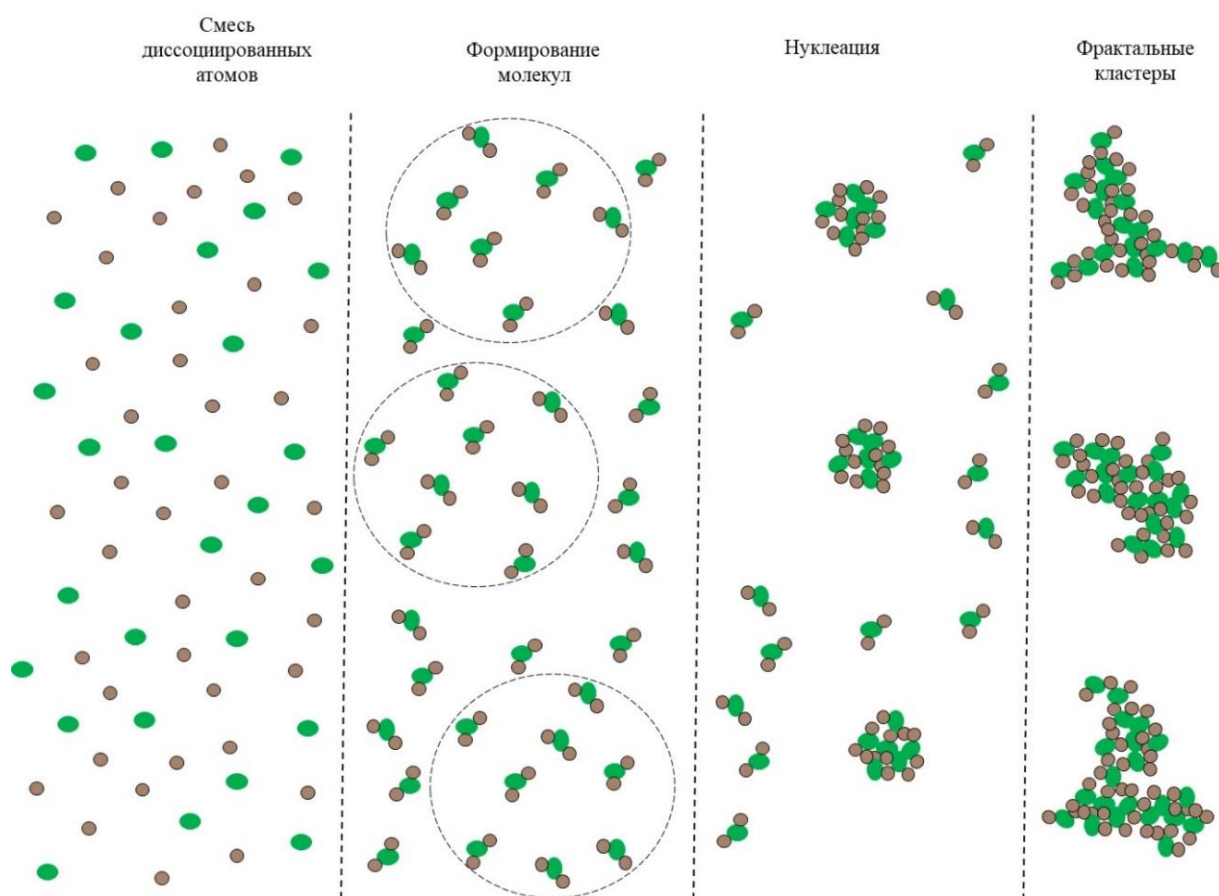 Смесь
диссоциированных
атомов
Формирование
молекул
Нуклеация
Фрактальные
кластеры